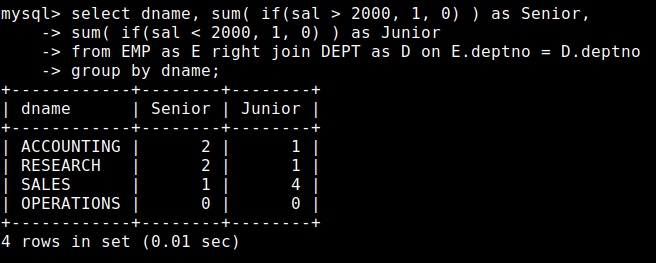 mysql> select dname, sum( if(sal > 2000, 1, 0) ) as Senior,
    -> sum( if(sal < 2000, 1, 0) ) as Junior
    -> from EMP as E right join DEPT as D on E.deptno = D.deptno
    -> group by dname;
+------------+--------+--------+
| dname      | Senior | Junior |
+------------+--------+--------+
| ACCOUNTING |      2 |      1 |
| RESEARCH   |      2 |      1 |
| SALES      |      1 |      4 |
| OPERATIONS |      0 |      0 |
+------------+--------+--------+
4 rows in set (0.01 sec)